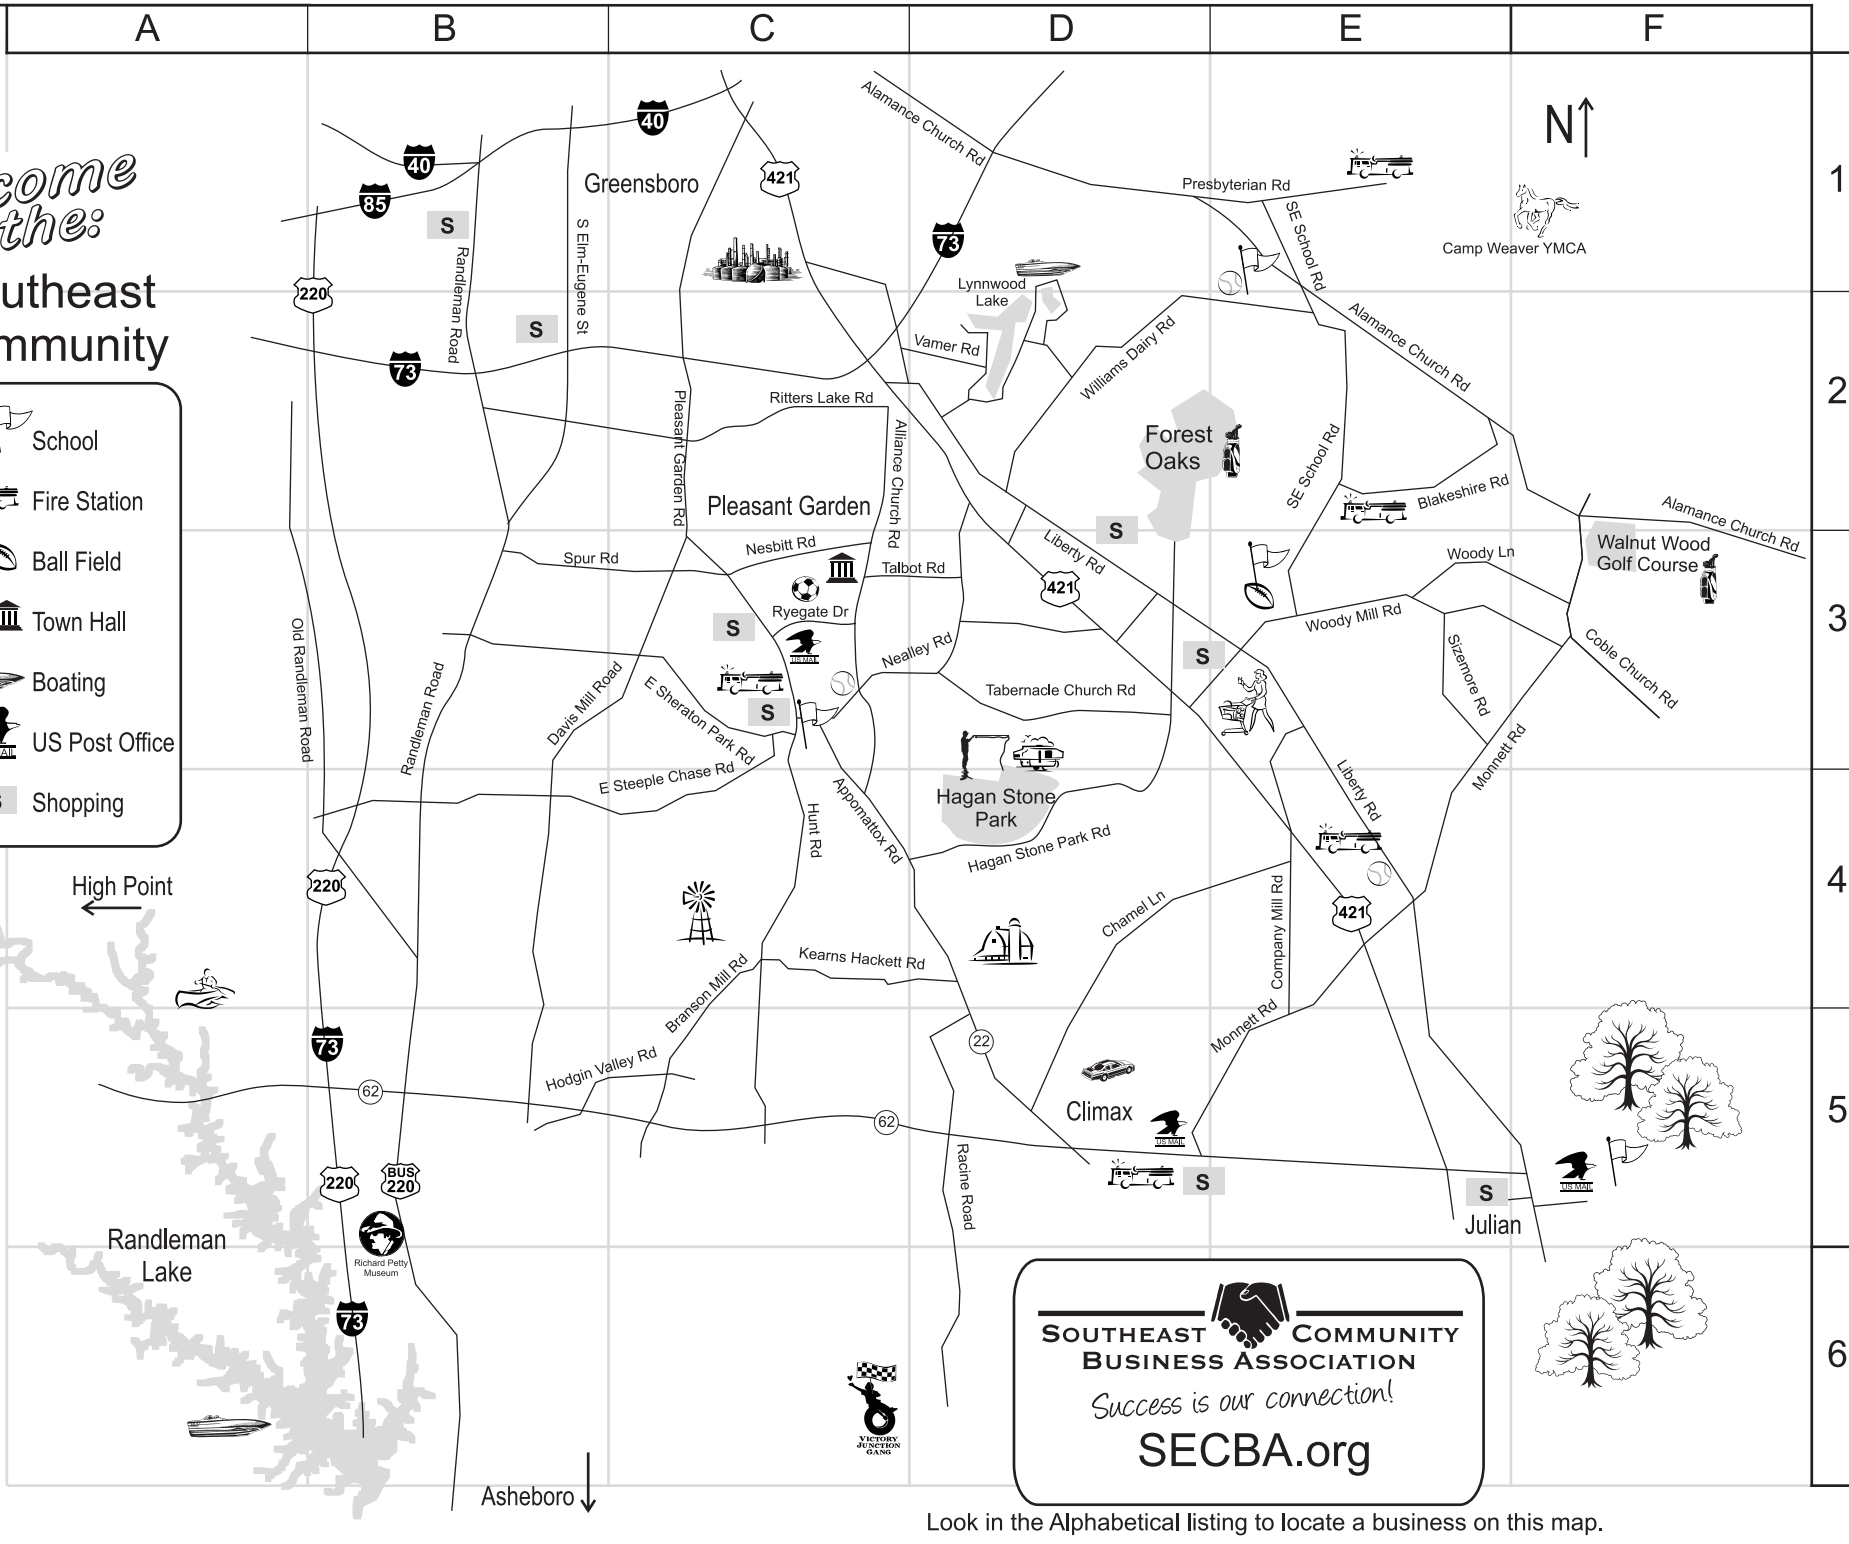 A
B
C
D
E
F
1
2
3
4
5
6
come
the:
utheast
mmunity
School
Fire Station
Ball Field
Town Hall
Boating
US Post Office
S Shopping
High Point
Randleman
Lake
Asheboro
40
40
85
220
73
S
S
Randleman Road
S Elm-Eugene St
Greensboro
421
Alamance Church Rd
73
Lynnwood
Lake
Presbyterian Rd
SE School Rd
N
Camp Weaver YMCA
Alamance Church Rd
Varner Rd
Williams Dairy Rd
Ritters Lake Rd
Pleasant Garden Rd
Alliance Church Rd
Pleasant Garden
Forest
Oaks
SE School Rd
Blakeshire Rd
Alamance Church Rd
Walnut Wood
Golf Course
Woody Ln
S
Liberty Rd
421
Spur Rd
Nesbitt Rd
Talbot Rd
Ryegate Dr
US MAIL
S
S
Nealley Rd
Tabernacle Church Rd
S
Woody Mill Rd
Sizemore Rd
Coble Church Rd
Monnett Rd
Old Randleman Road
Randleman Road
Davis Mill Road
E Sheraton Park Rd
E Steeple Chase Rd
Hunt Rd
Appomattox Rd
Hagan Stone
Park
Hagan Stone Park Rd
Liberty Rd
421
Chamel Ln
Company Mill Rd
Monnett Rd
220
Kearns Hackett Rd
Branson Mill Rd
Hodgin Valley Rd
73
62
62
22
Racine Road
Climax
US MAIL
S
S
Julian
US MAIL
220
BUS
220
Richard Petty
Museum
73
VICTORY
JUNCTION
GANG
SOUTHEAST COMMUNITY
BUSINESS ASSOCIATION
Success is our connection!
SECBA.org
Look in the Alphabetical listing to locate a business on this map.